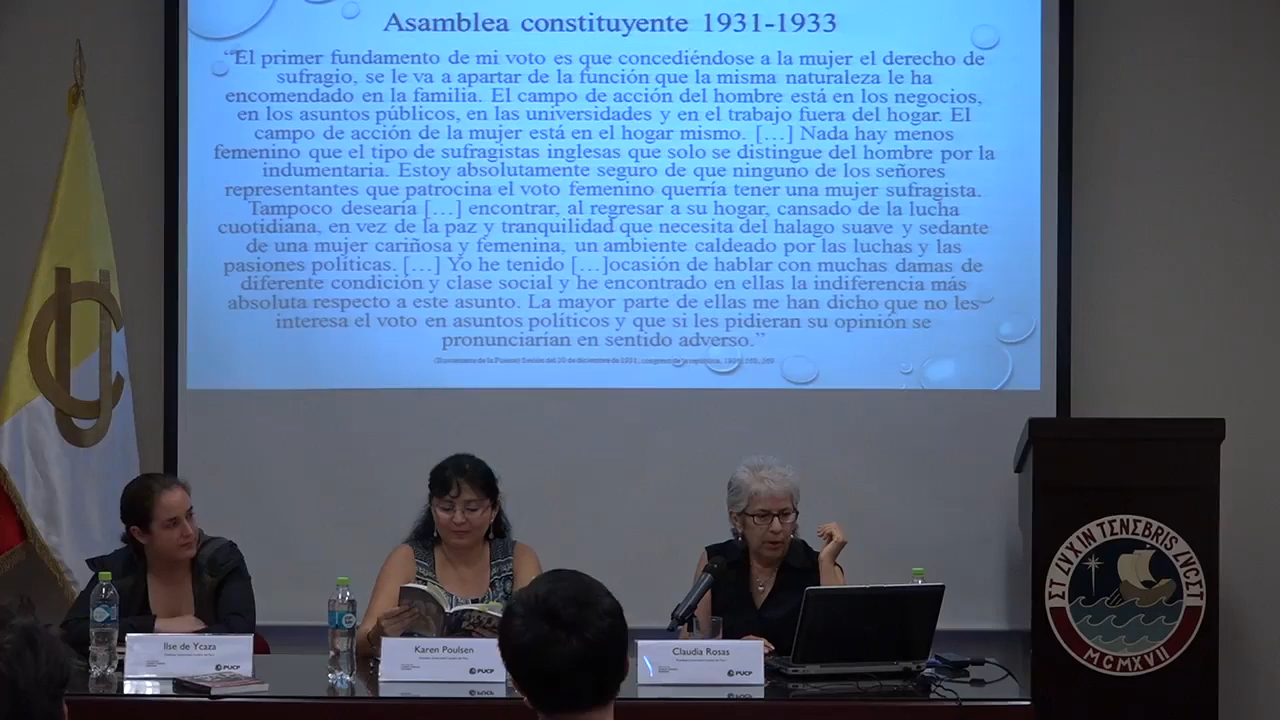 Asamblea constituyente 1931-1933
“El primer fundamento de mi voto es que concediéndose a la mujer el derecho de
sufragio, se le va a apartar de la función que la misma naturaleza le ha
encomendado en la familia. El campo de acción del hombre está en los negocios,
en los asuntos públicos, en las universidades y en el trabajo fuera del hogar. El
campo de acción de la mujer está en el hogar mismo. […] Nada hay menos
femenino que el tipo de sufragistas inglesas que solo se distingue del hombre por la
indumentaria. Estoy absolutamente seguro de que ninguno de los señores
representantes que patrocina el voto femenino querría tener una mujer sufragista.
Tampoco desearía […] encontrar, al regresar a su hogar, cansado de la lucha
cuotidiana, en vez de la paz y tranquilidad que necesita del halago suave y sedante
de una mujer cariñosa y femenina, un ambiente caldeado por las luchas y las
pasiones políticas. […] Yo he tenido […]ocasión de hablar con muchas damas de
diferente condición y clase social y he encontrado en ellas la indiferencia más
absoluta respecto a este asunto. La mayor parte de ellas me han dicho que no les
interesa el voto en asuntos políticos y que si les pidieran su opinión se
pronunciarían en sentido adverso.”
Ilse de Ycaza
PUCP
Karen Poulsen
PUCP
Claudia Rosas
PUCP
ET LVX IN TENEBRIS LVCET
MCMXVII